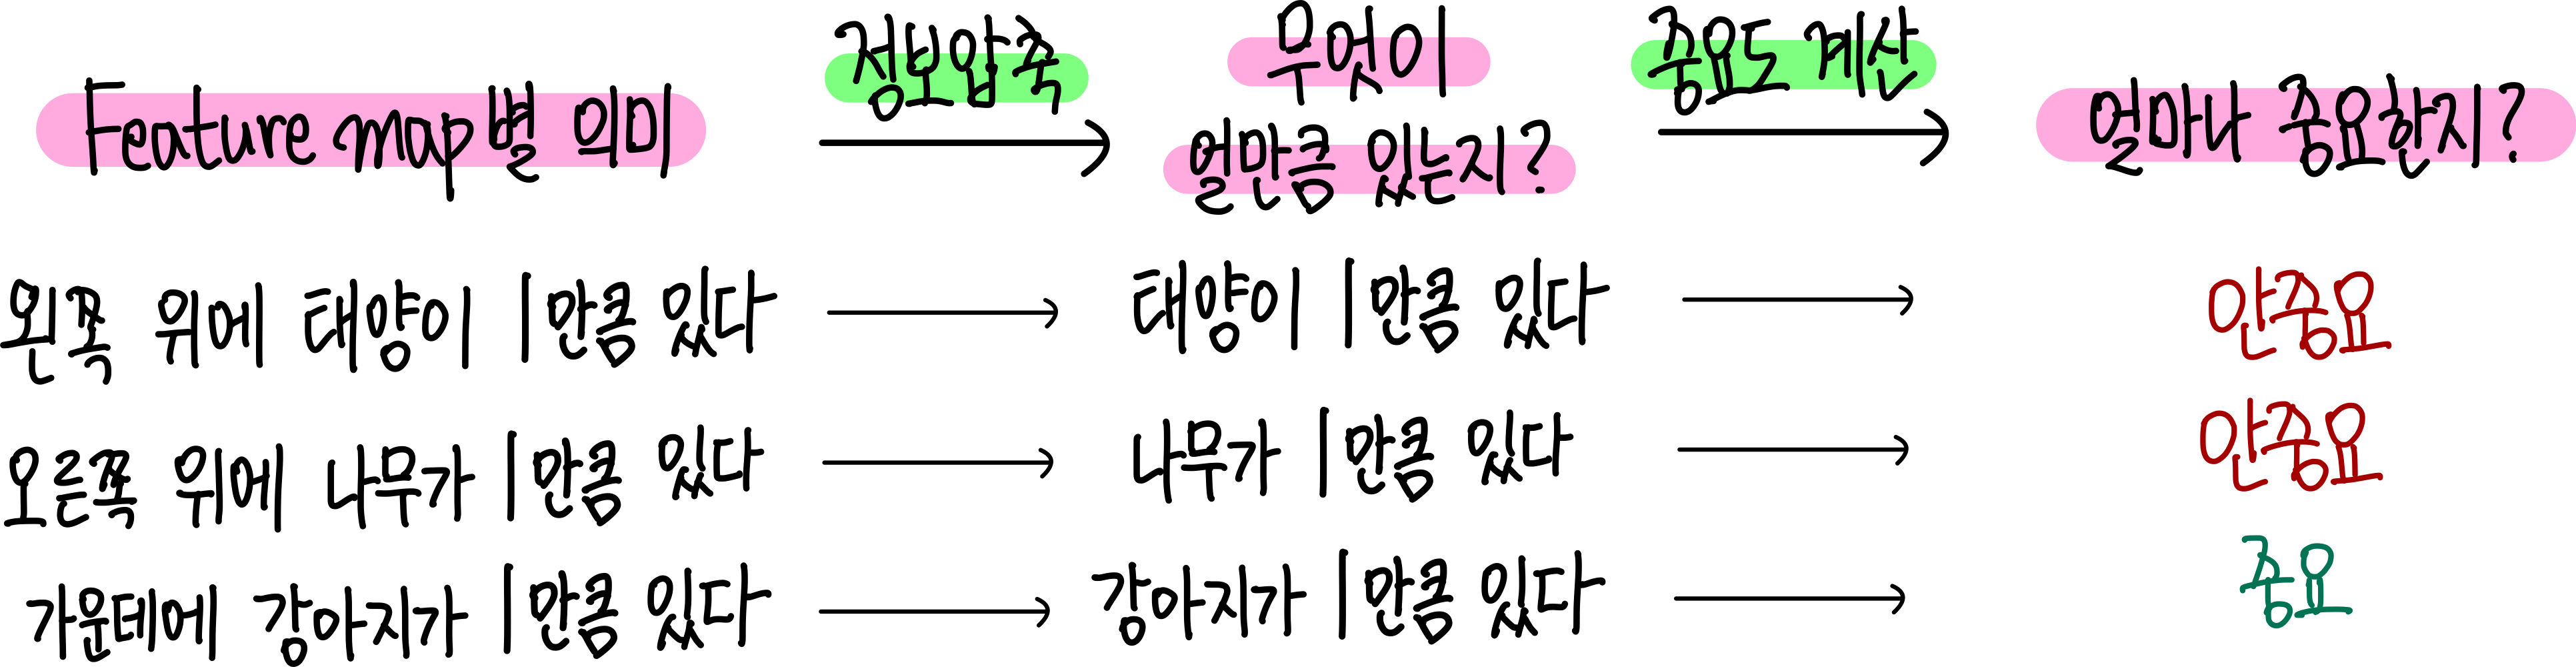 Feature map별 의미
정보압축
무엇이
얼만큼 있는지?
중요도 계산
얼마나 중요한지?
왼쪽 위에 태양이 1만큼 있다
태양이 1만큼 있다
안중요
오른쪽 위에 나무가 1만큼 있다
나무가 1만큼 있다
안중요
가운데에 강아지가 1만큼 있다
강아지가 1만큼 있다
중요